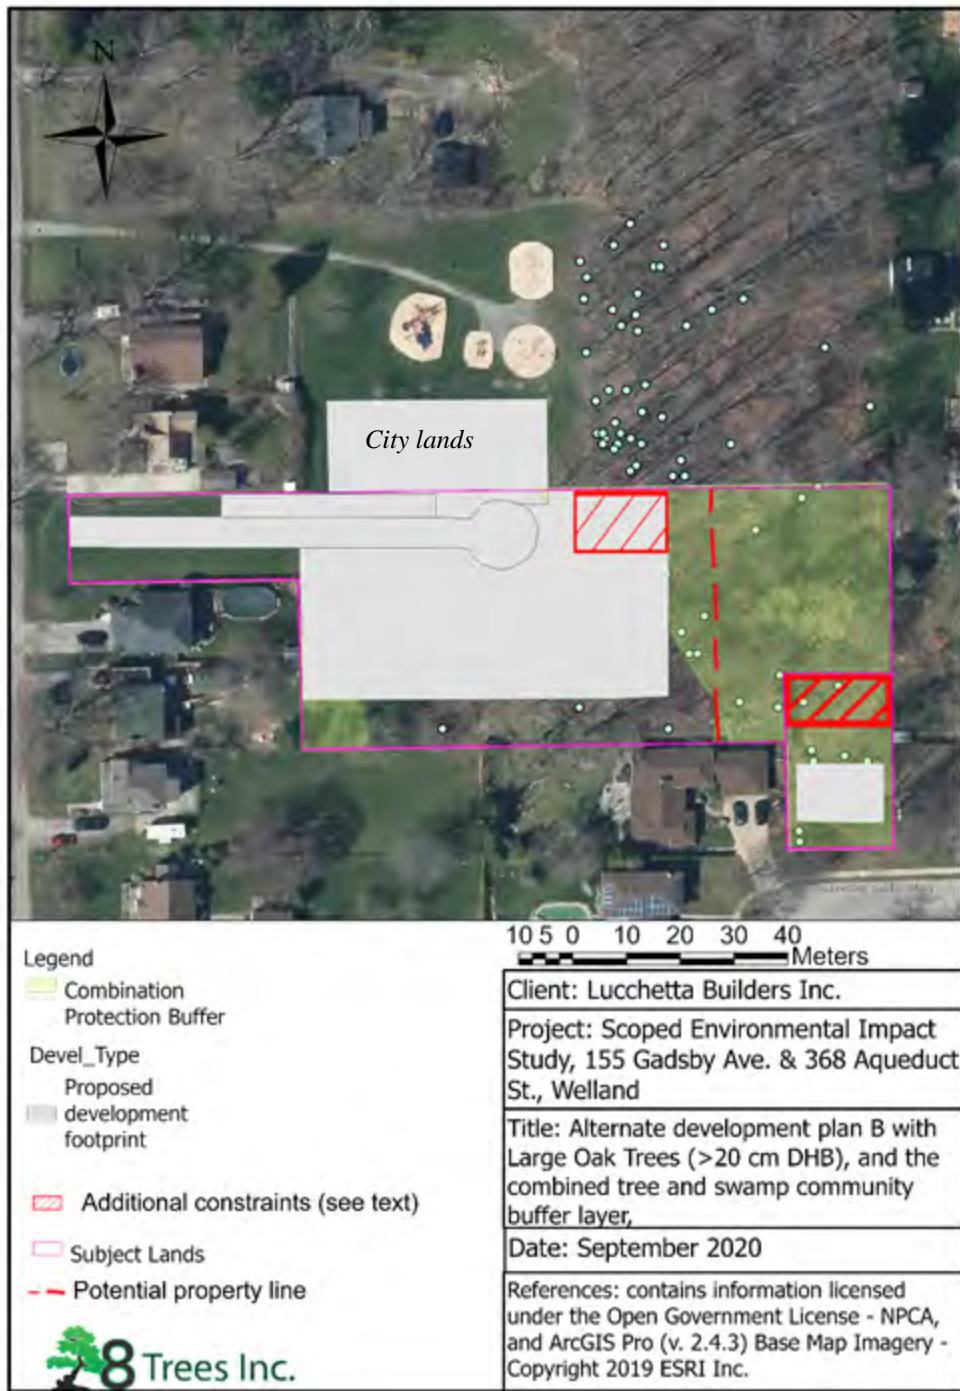 N
City lands
Legend
Combination
Protection Buffer
Devel_Type
Proposed
development
footprint
Additional constraints (see text)
Subject Lands
Potential property line
8 Trees Inc.
10 5 0 10 20 30 40
Meters
Client: Lucchetta Builders Inc.
Project: Scoped Environmental Impact
Study, 155 Gadsby Ave. & 368 Aqueduct
St., Welland
Title: Alternate development plan B with
Large Oak Trees (>20 cm DHB), and the
combined tree and swamp community
buffer layer,
Date: September 2020
References: contains information licensed
under the Open Government License - NPCA,
and ArcGIS Pro (v. 2.4.3) Base Map Imagery -
Copyright 2019 ESRI Inc.